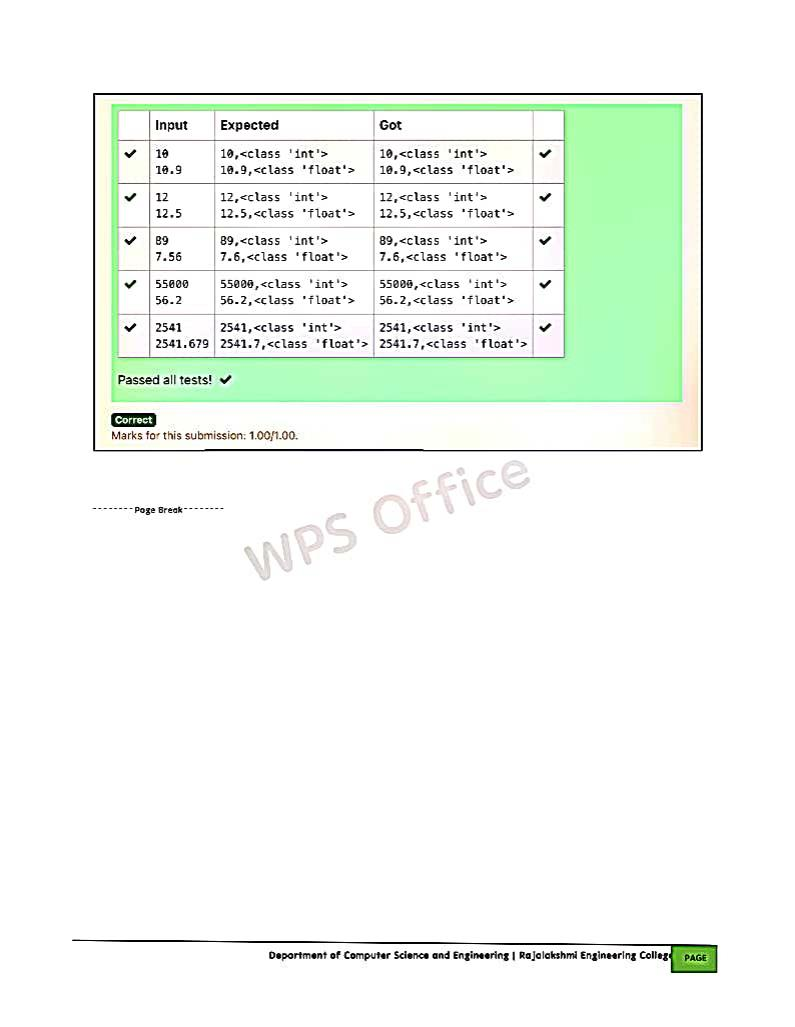 Input Expected Got
✔ 10 10,<class 'int'> 10,<class 'int'> ✔
10.9 10.9,<class 'float'> 10.9,<class 'float'>
✔ 12 12,<class 'int'> 12,<class 'int'> ✔
12.5 12.5,<class 'float'> 12.5,<class 'float'>
✔ 89 89,<class 'int'> 89,<class 'int'> ✔
7.56 7.6,<class 'float'> 7.6,<class 'float'>
✔ 55000 55000,<class 'int'> 55000,<class 'int'> ✔
56.2 56.2,<class 'float'> 56.2,<class 'float'>
✔ 2541 2541,<class 'int'> 2541,<class 'int'> ✔
2541.679 2541.7,<class 'float'> 2541.7,<class 'float'>
Passed all tests! ✔
Correct
Marks for this submission: 1.00/1.00.
WPS Office
--------Page Break--------
Department of Computer Science and Engineering | Rajalakshmi Engineering College PAGE